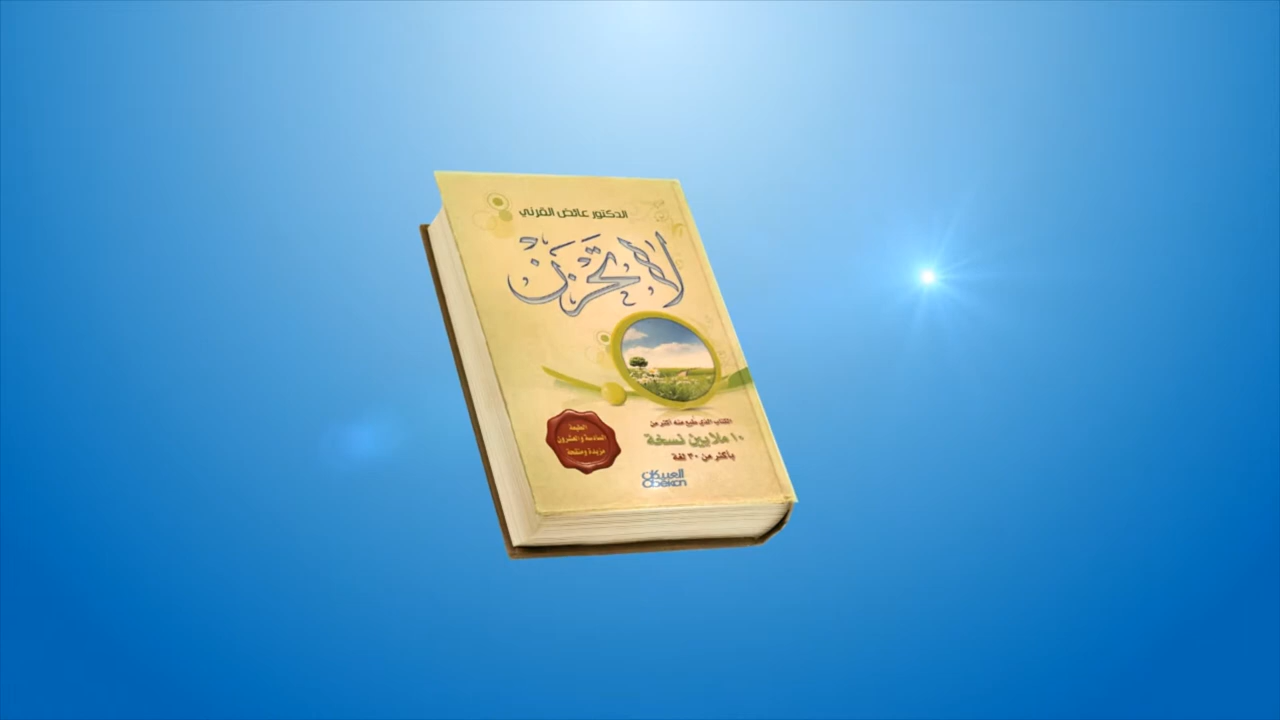 الدكتور عائض القرني
لا تحزن
الكتاب الذي طبع منه أكثر من
١٠ ملايين نسخة
بأكثر من ٣٠ لغة
الطبعة
السادسة والعشرون
مزيدة ومنقحة
العبيكان
Obekan